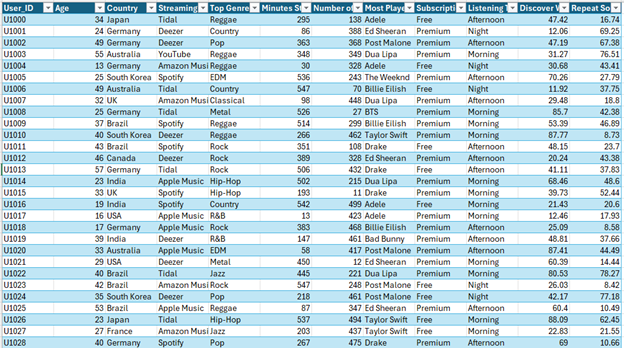 User_ID Age Country Streaming Top Genre Minutes St Number of Most Playe Subscripti Listening T Discover W Repeat So
U1000 34 Japan Tidal Reggae 295 138 Adele Free Afternoon 47.42 16.74
U1001 24 Germany Deezer Country 86 388 Ed Sheeran Premium Night 12.06 69.25
U1002 49 Germany Deezer Pop 363 368 Post Malone Premium Afternoon 47.19 67.38
U1003 55 Australia YouTube Reggae 348 349 Dua Lipa Premium Morning 31.27 76.51
U1004 13 Germany Amazon Musi Reggae 30 328 Adele Free Night 30.68 43.41
U1005 25 South Korea Spotify EDM 536 243 The Weeknd Premium Afternoon 70.26 27.79
U1006 49 Australia Tidal Country 547 70 Billie Eilish Free Night 11.92 37.75
U1007 32 UK Amazon Musi Classical 98 448 Dua Lipa Premium Afternoon 29.48 18.8
U1008 25 Germany Tidal Metal 526 27 BTS Premium Morning 85.7 42.38
U1009 37 Brazil Spotify Reggae 514 299 Billie Eilish Premium Morning 53.39 46.89
U1010 40 South Korea Deezer Reggae 266 462 Taylor Swift Premium Morning 87.77 8.73
U1011 43 Brazil Spotify Rock 351 108 Drake Free Afternoon 48.15 23.7
U1012 46 Canada Deezer Rock 389 328 Ed Sheeran Premium Afternoon 20.24 43.38
U1013 57 Germany Tidal Rock 506 432 Drake Free Afternoon 41.11 37.83
U1014 23 India Apple Music Hip-Hop 502 215 Dua Lipa Premium Morning 68.46 48.6
U1015 33 UK Spotify Hip-Hop 193 11 Drake Premium Morning 39.73 52.44
U1016 19 India Spotify Country 542 499 Adele Free Morning 21.43 20.6
U1017 16 USA Apple Music R&B 13 423 Adele Premium Afternoon 12.46 17.93
U1018 17 Germany Apple Music Rock 383 468 Billie Eilish Premium Afternoon 25.09 8.58
U1019 39 India Deezer R&B 147 461 Bad Bunny Premium Afternoon 48.81 37.66
U1020 33 Australia Apple Music EDM 58 417 Post Malone Premium Afternoon 87.41 44.49
U1021 29 USA Deezer Metal 450 12 Ed Sheeran Premium Morning 60.39 14.44
U1022 40 Brazil Tidal Jazz 445 221 Dua Lipa Premium Morning 80.53 78.27
U1023 42 Brazil Amazon Musi Rock 547 248 Post Malone Free Night 26.03 8.42
U1024 35 South Korea Deezer Pop 218 461 Post Malone Free Night 42.17 77.18
U1025 53 Brazil Apple Music Reggae 87 347 Ed Sheeran Premium Afternoon 60.4 10.49
U1026 23 Japan Tidal Hip-Hop 537 494 Taylor Swift Free Morning 88.09 62.45
U1027 27 France Amazon Musi Jazz 203 437 Taylor Swift Free Morning 22.83 21.55
U1028 40 Germany Spotify Pop 267 475 Drake Premium Afternoon 69 10.66